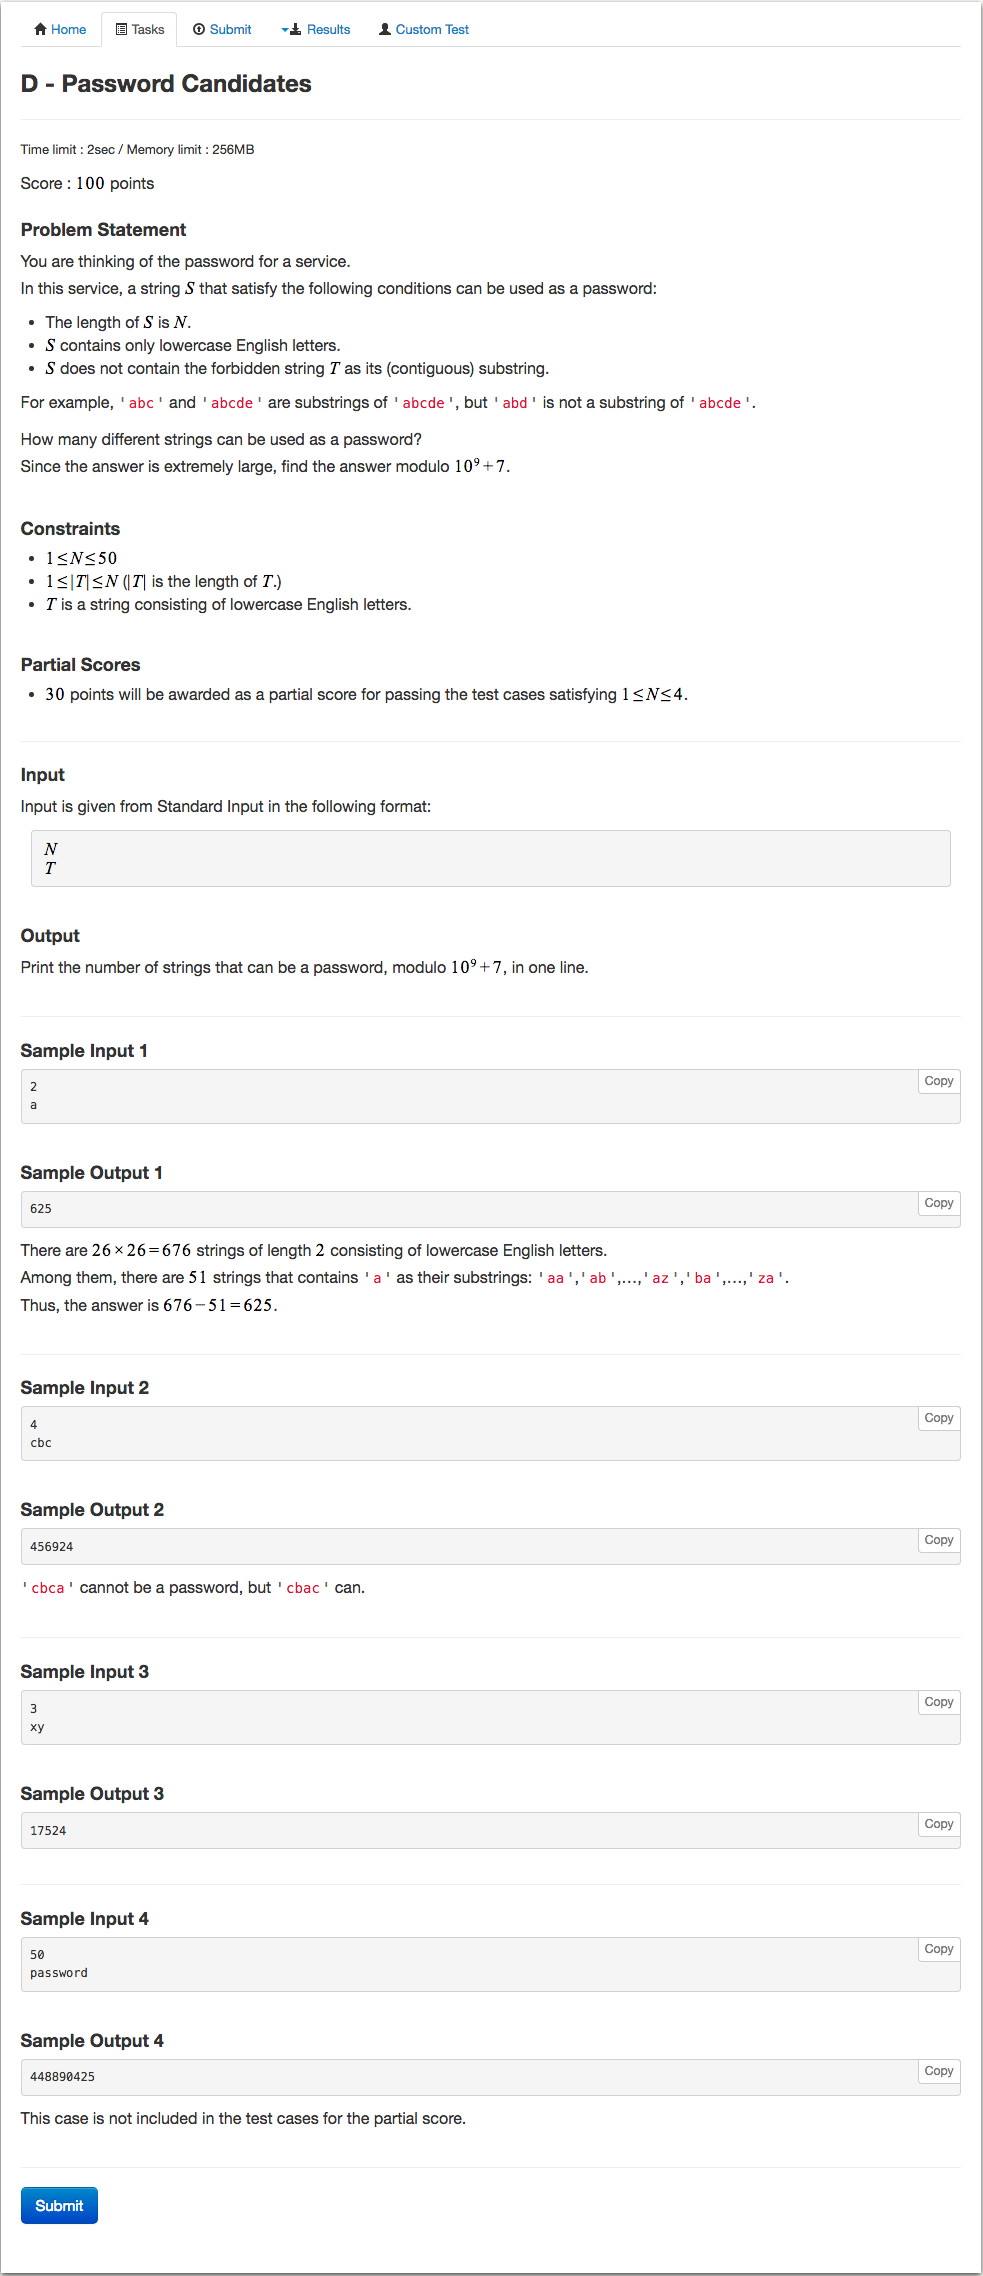 Home Tasks Submit Results Custom Test
D - Password Candidates
Time limit : 2sec / Memory limit : 256MB
Score : 100 points
Problem Statement
You are thinking of the password for a service.
In this service, a string S that satisfy the following conditions can be used as a password:
• The length of S is N.
• S contains only lowercase English letters.
• S does not contain the forbidden string T as its (contiguous) substring.
For example, 'abc' and 'abcde' are substrings of 'abcde', but 'abd' is not a substring of 'abcde'.
How many different strings can be used as a password?
Since the answer is extremely large, find the answer modulo 10⁹+7.
Constraints
• 1≤N≤50
• 1≤|T|≤N (|T| is the length of T.)
• T is a string consisting of lowercase English letters.
Partial Scores
• 30 points will be awarded as a partial score for passing the test cases satisfying 1≤N≤4.
Input
Input is given from Standard Input in the following format:
N
T
Output
Print the number of strings that can be a password, modulo 10⁹+7, in one line.
Sample Input 1
Copy
2
a
Sample Output 1
Copy
625
There are 26×26=676 strings of length 2 consisting of lowercase English letters.
Among them, there are 51 strings that contains 'a' as their substrings: 'aa','ab',...,'az','ba',...,'za'.
Thus, the answer is 676−51=625.
Sample Input 2
Copy
4
cbc
Sample Output 2
Copy
456924
'cbca' cannot be a password, but 'cbac' can.
Sample Input 3
Copy
3
xy
Sample Output 3
Copy
17524
Sample Input 4
Copy
50
password
Sample Output 4
Copy
448890425
This case is not included in the test cases for the partial score.
Submit